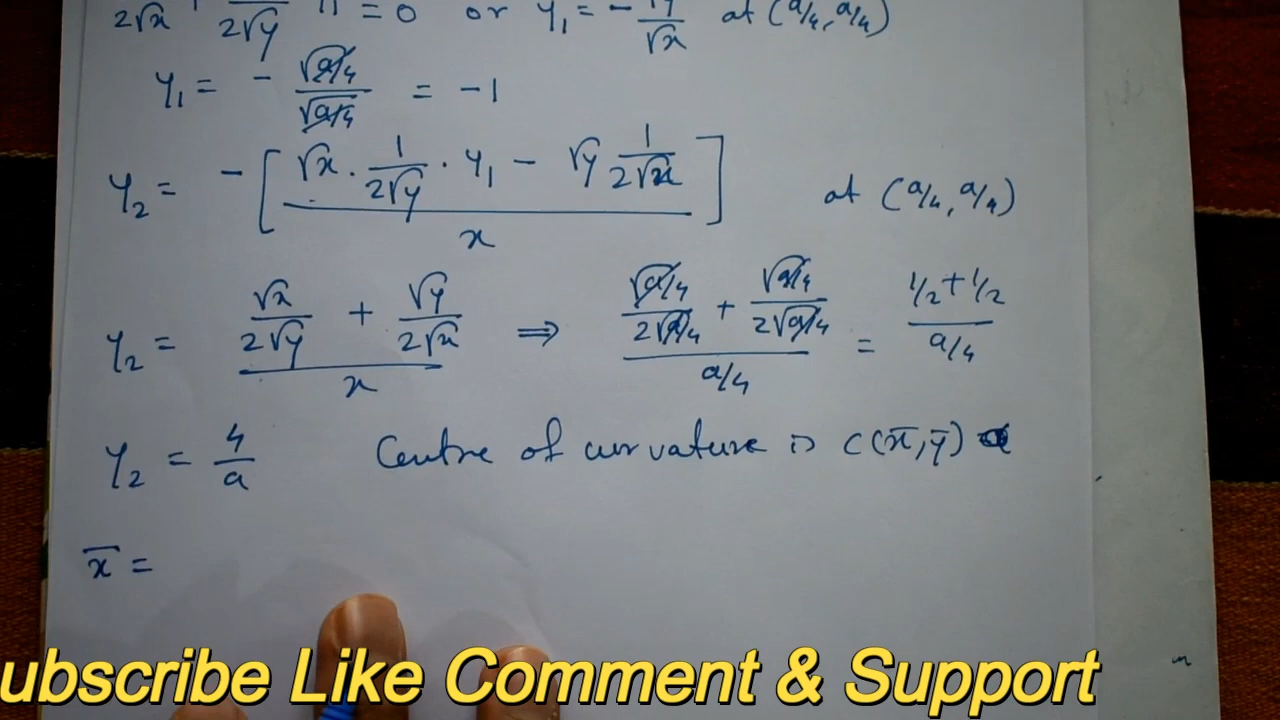 2√x 2√y = 0 or y₁ = - √y/√x at (a/4, a/4)
y₁ = - √(a/4)/√(a/4) = -1
y₂ = - [ (√x · 1/(2√y) · y₁ - √y 1/(2√x)) / x ] at (a/4, a/4)
y₂ = (√x/(2√y) + √y/(2√x)) / x ⇒ (√(a/4)/(2√(a/4)) + √(a/4)/(2√(a/4))) / (a/4) = (1/2 + 1/2) / (a/4)
y₂ = 4/a Centre of curvature is C(x̄, ȳ)
x̄ =
ubscribe Like Comment & Support